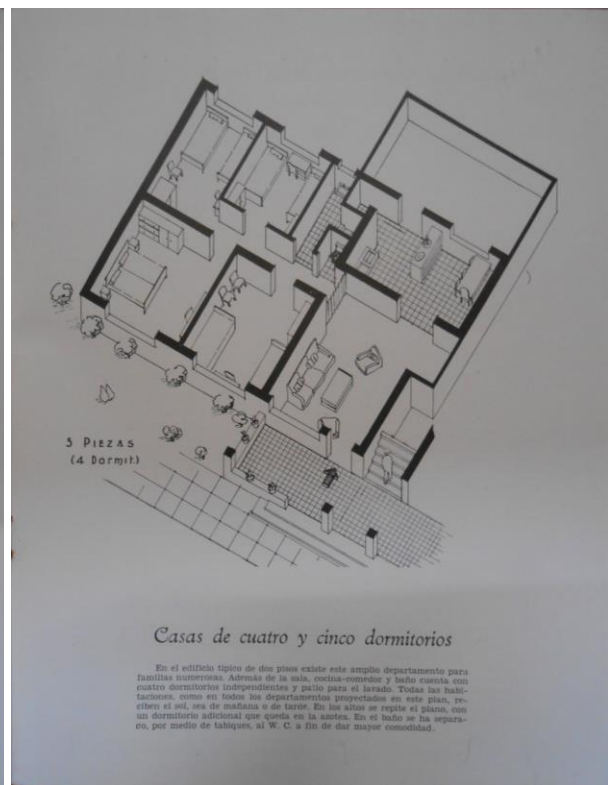 5 PIEZAS
(4 Dormit.)
Casas de cuatro y cinco dormitorios
En el edificio típico de dos pisos existe este amplio departamento para
familias numerosas. Además de la sala, cocina-comedor y baño cuenta con
cuatro dormitorios independientes y patio para el lavado. Todas las habi-
taciones, como en todos los departamentos proyectados en este plan, re-
ciben el sol, sea de mañana o de tarde. En los altos se repite el plano, con
un dormitorio adicional que queda en la azotea. En el baño se ha separa-
do, por medio de tabiques, al W. C. a fin de dar mayor comodidad.